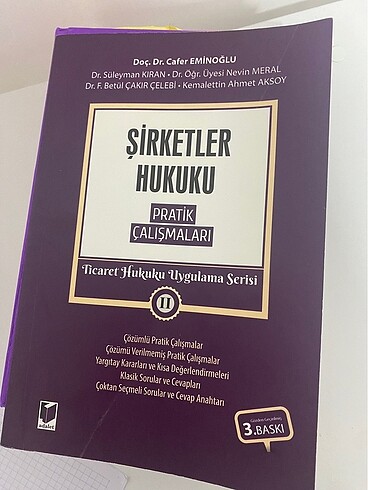 Doç. Dr. Cafer EMİNOĞLU
Dr. Süleyman KIRAN • Dr. Öğr. Üyesi Nevin MERAL
Dr. F. Betül ÇAKIR ÇELEBİ • Kemalettin Ahmet AKSOY
ŞİRKETLER
HUKUKU
PRATİK
ÇALIŞMALARI
Ticaret Hukuku Uygulama Serisi
II
Çözümlü Pratik Çalışmalar
Çözümü Verilmemiş Pratik Çalışmalar
Yargıtay Kararları ve Kısa Değerlendirmeleri
Klasik Sorular ve Cevapları
Çoktan Seçmeli Sorular ve Cevap Anahtarı
Gözden Geçirilmiş
3.BASKI
adalet